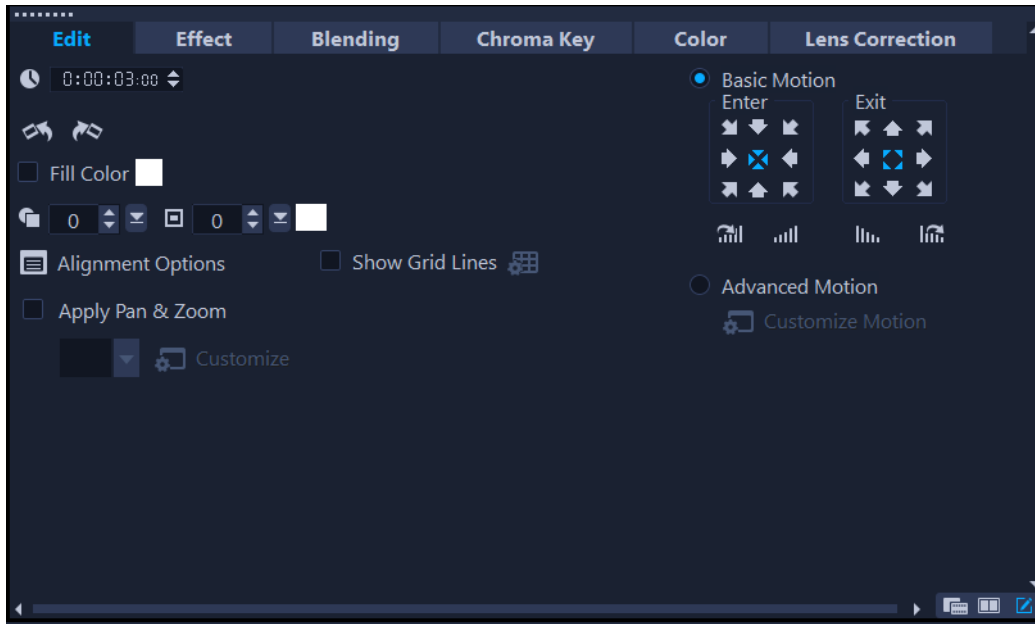 Edit Effect Blending Chroma Key Color Lens Correction
0:00:03:00
Basic Motion
Enter Exit
Fill Color
0 0
Alignment Options Show Grid Lines
Advanced Motion
Apply Pan & Zoom
Customize Motion
Customize